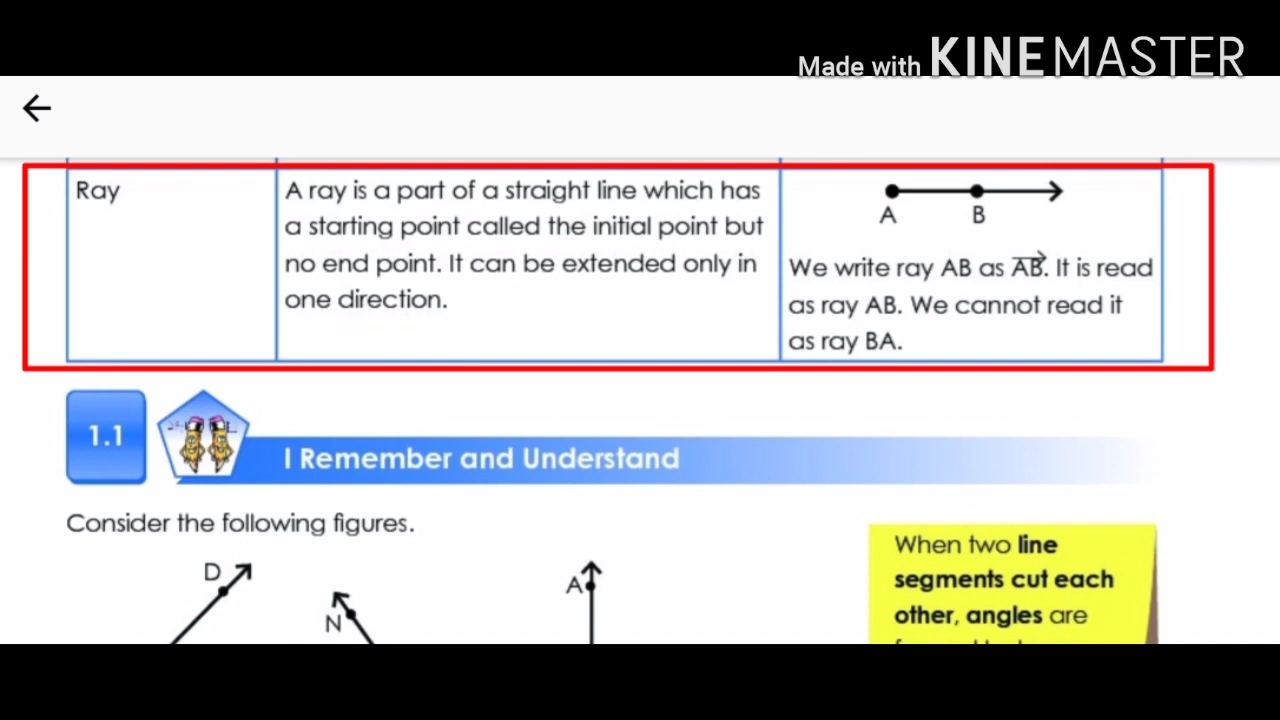 Made with KINEMASTER
Ray
A ray is a part of a straight line which has
a starting point called the initial point but
no end point. It can be extended only in
one direction.
A B
We write ray AB as AB. It is read
as ray AB. We cannot read it
as ray BA.
1.1
I Remember and Understand
Consider the following figures.
D
N
A
When two line
segments cut each
other, angles are